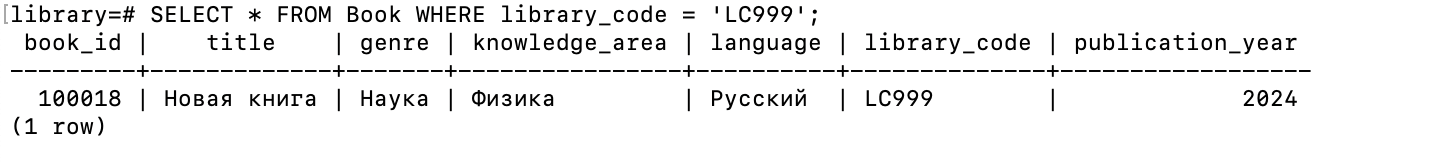 [library=# SELECT * FROM Book WHERE library_code = 'LC999';
 book_id |    title     | genre | knowledge_area | language | library_code | publication_year
---------+--------------+-------+----------------+----------+--------------+------------------
  100018 | Новая книга | Наука | Физика         | Русский  | LC999        |             2024
(1 row)